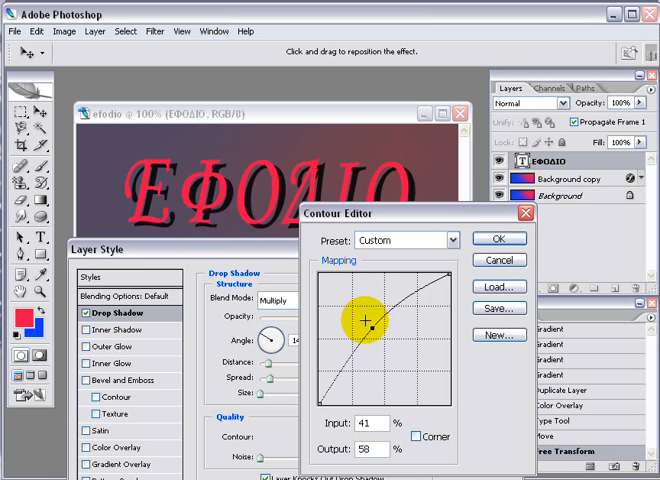 Adobe Photoshop
File Edit Image Layer Select Filter View Window Help
Click and drag to reposition the effect.
efodio @ 100% (ΕΦΟΔΙΟ, RGB/8)
ΕΦΟΔΙΟ
Layers Channels Paths
Normal Opacity: 100%
Unify: Propagate Frame 1
Lock: Fill: 100%
T ΕΦΟΔΙΟ
Background copy
Background
Layer Style
Styles
Blending Options: Default
Drop Shadow
Inner Shadow
Outer Glow
Inner Glow
Bevel and Emboss
Contour
Texture
Satin
Color Overlay
Gradient Overlay
Pattern Overlay
Drop Shadow
Structure
Blend Mode: Multiply
Opacity:
Angle: 14
Distance:
Spread:
Size:
Quality
Contour:
Noise:
Layer Knocks Out Drop Shadow
Contour Editor
Preset: Custom
Mapping
Input: 41 %
Output: 58 %
Corner
OK
Cancel
Load...
Save...
New...
Gradient
Gradient
Gradient
Duplicate Layer
Color Overlay
Type Tool
Move
Free Transform